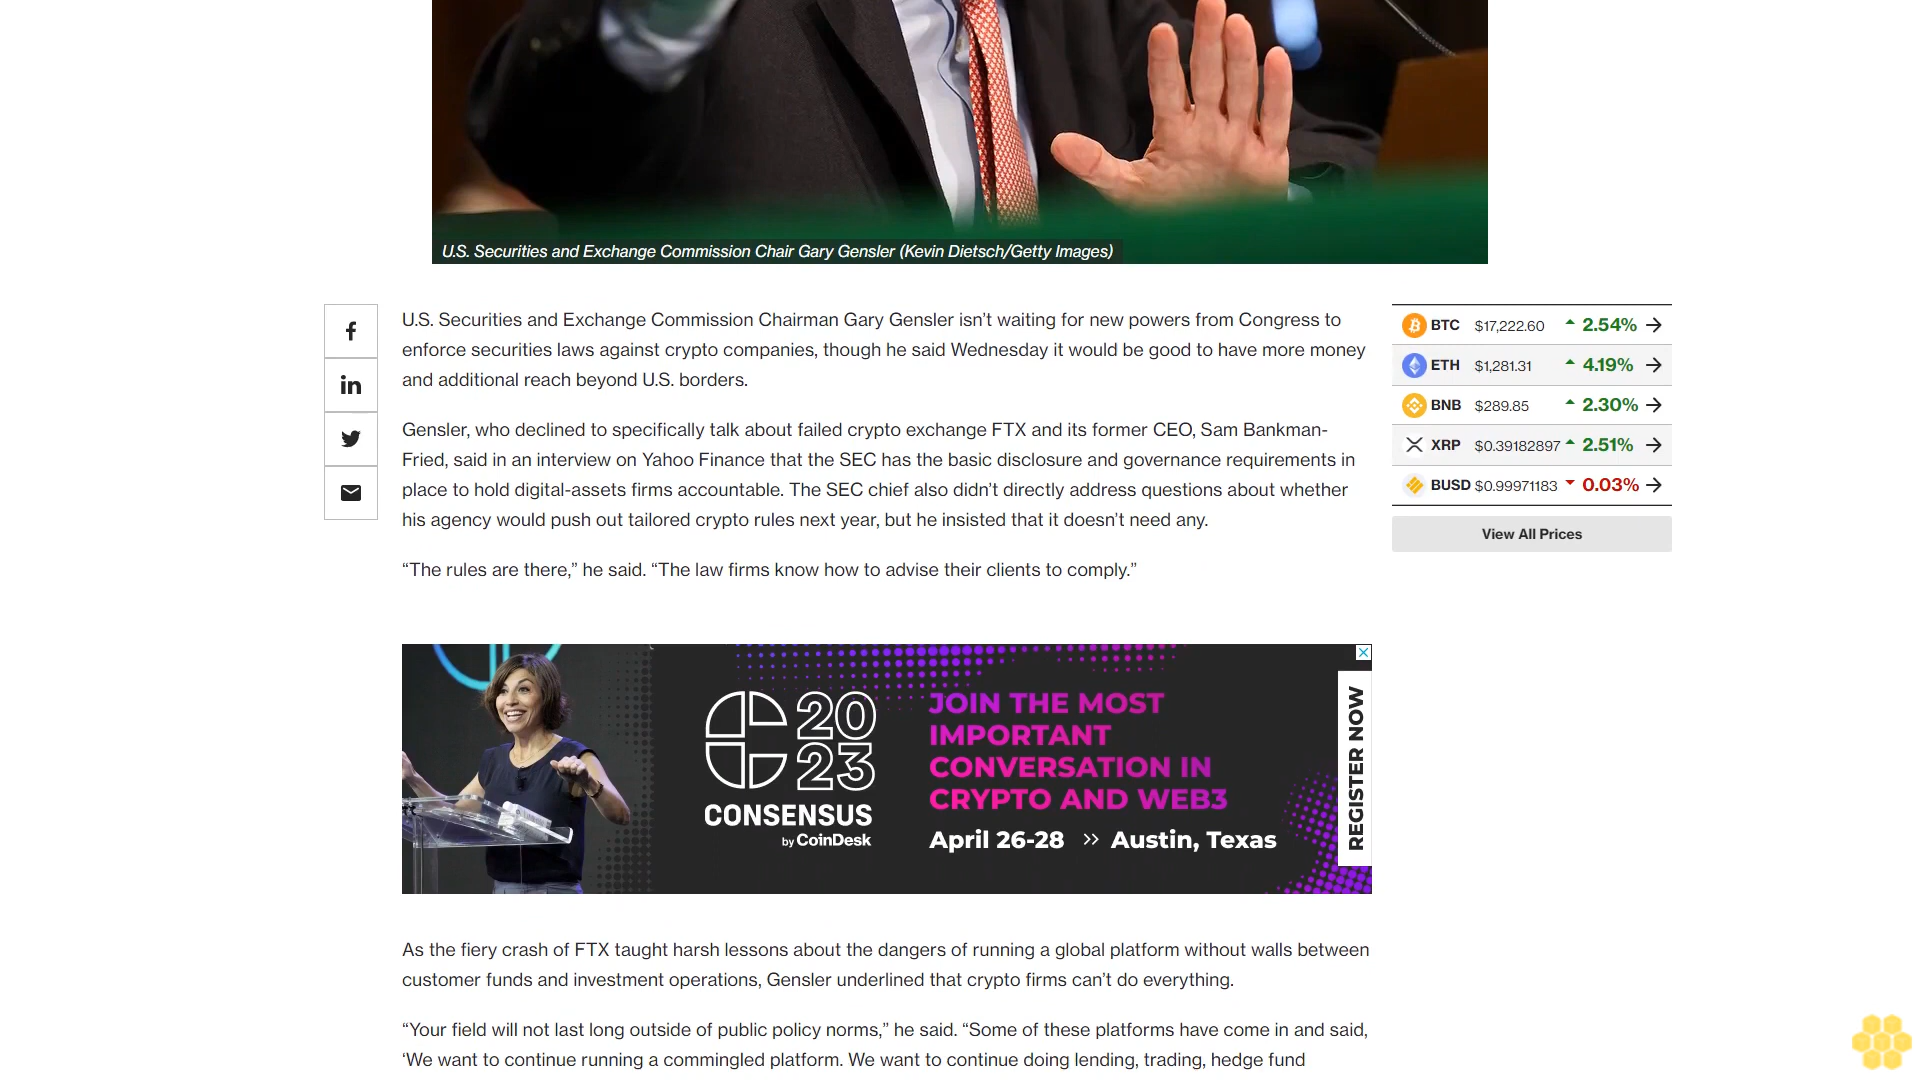 U.S. Securities and Exchange Commission Chair Gary Gensler (Kevin Dietsch/Getty Images)
U.S. Securities and Exchange Commission Chairman Gary Gensler isn’t waiting for new powers from Congress to
enforce securities laws against crypto companies, though he said Wednesday it would be good to have more money
and additional reach beyond U.S. borders.
Gensler, who declined to specifically talk about failed crypto exchange FTX and its former CEO, Sam Bankman-
Fried, said in an interview on Yahoo Finance that the SEC has the basic disclosure and governance requirements in
place to hold digital-assets firms accountable. The SEC chief also didn’t directly address questions about whether
his agency would push out tailored crypto rules next year, but he insisted that it doesn’t need any.
“The rules are there,” he said. “The law firms know how to advise their clients to comply.”
BTC $17,222.60 2.54%
ETH $1,281.31 4.19%
BNB $289.85 2.30%
XRP $0.39182897 2.51%
BUSD $0.99971183 0.03%
View All Prices
2023
CONSENSUS
by CoinDesk
JOIN THE MOST
IMPORTANT
CONVERSATION IN
CRYPTO AND WEB3
April 26-28 >> Austin, Texas
REGISTER NOW
As the fiery crash of FTX taught harsh lessons about the dangers of running a global platform without walls between
customer funds and investment operations, Gensler underlined that crypto firms can’t do everything.
“Your field will not last long outside of public policy norms,” he said. “Some of these platforms have come in and said,
‘We want to continue running a commingled platform. We want to continue doing lending, trading, hedge fund